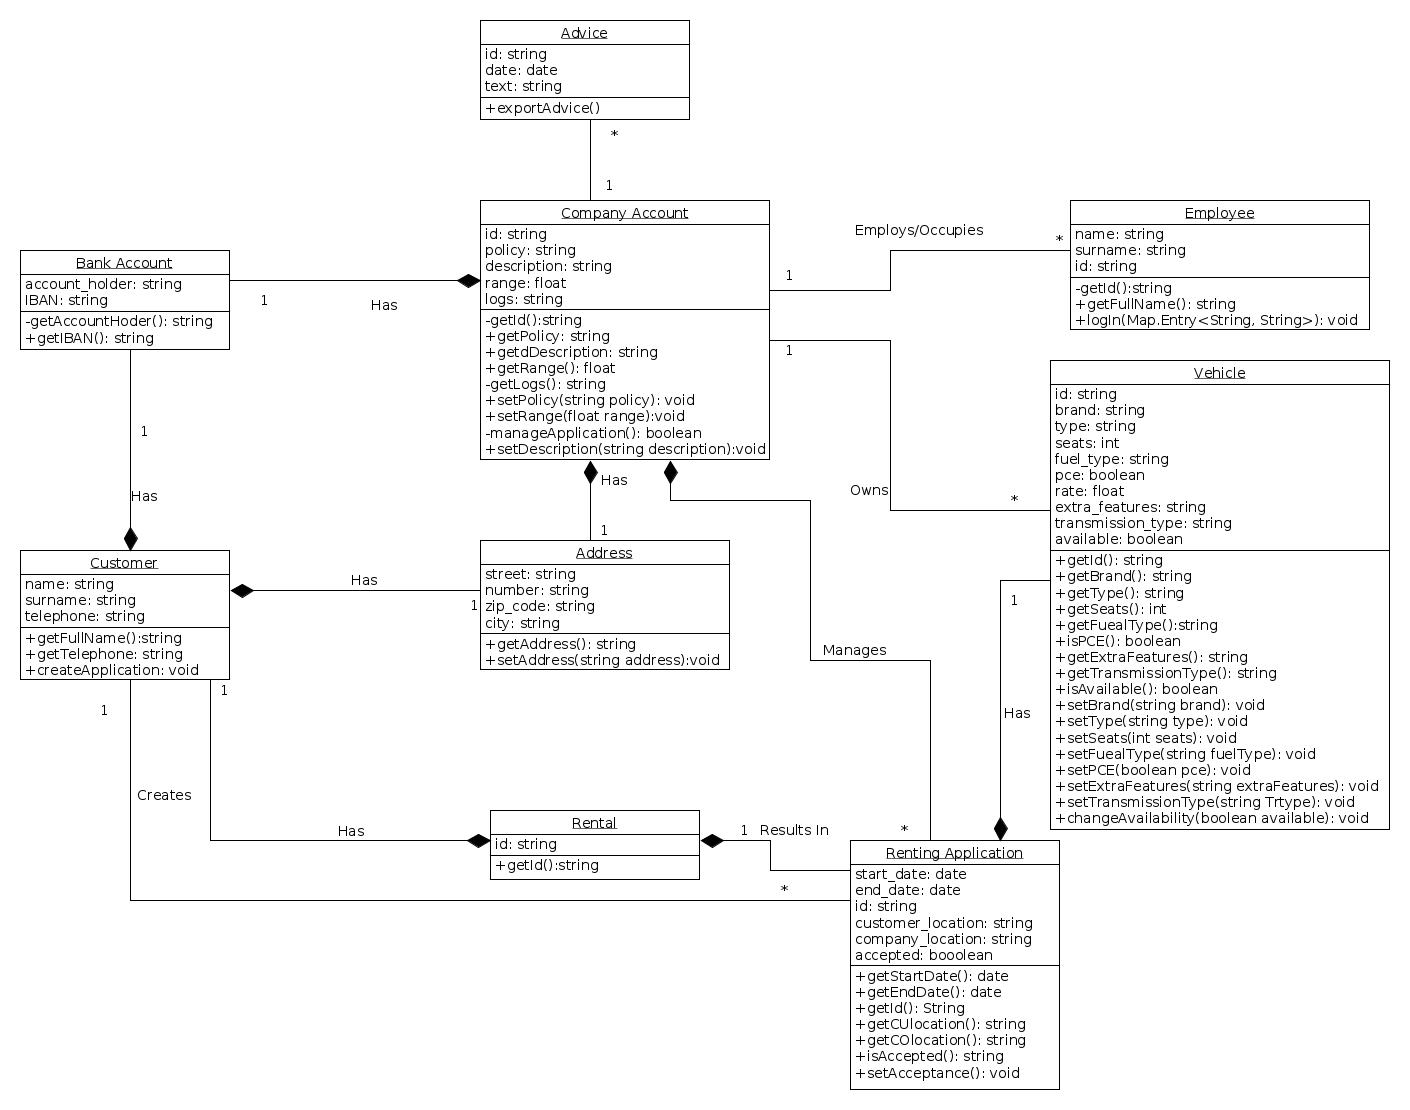 Advice
id: string
date: date
text: string
+exportAdvice()
*
1
Company Account
id: string
policy: string
description: string
range: float
logs: string
-getId():string
+getPolicy: string
+getdDescription: string
+getRange(): float
-getLogs(): string
+setPolicy(string policy): void
+setRange(float range):void
-manageApplication(): boolean
+setDescription(string description):void
Employs/Occupies
*
1
Employee
name: string
surname: string
id: string
-getId():string
+getFullName(): string
+logIn(Map.Entry<String, String>): void
Bank Account
account_holder: string
IBAN: string
-getAccountHoder(): string
+getIBAN(): string
1
Has
1
Owns
*
Vehicle
id: string
brand: string
type: string
seats: int
fuel_type: string
pce: boolean
rate: float
extra_features: string
transmission_type: string
available: boolean
+getId(): string
+getBrand(): string
+getType(): string
+getSeats(): int
+getFuealType():string
+isPCE(): boolean
+getExtraFeatures(): string
+getTransmissionType(): string
+isAvailable(): boolean
+setBrand(string brand): void
+setType(string type): void
+setSeats(int seats): void
+setFuealType(string fuelType): void
+setPCE(boolean pce): void
+setExtraFeatures(string extraFeatures): void
+setTransmissionType(string Trtype): void
+changeAvailability(boolean available): void
1
Has
Has
1
Address
street: string
number: string
zip_code: string
city: string
+getAddress(): string
+setAddress(string address):void
Customer
name: string
surname: string
telephone: string
+getFullName():string
+getTelephone: string
+createApplication: void
Has
1
Manages
1
Has
1
1
Creates
Has
Rental
id: string
+getId():string
1
Results In
*
*
Renting Application
start_date: date
end_date: date
id: string
customer_location: string
company_location: string
accepted: booolean
+getStartDate(): date
+getEndDate(): date
+getId(): String
+getCUlocation(): string
+getCOlocation(): string
+isAccepted(): string
+setAcceptance(): void